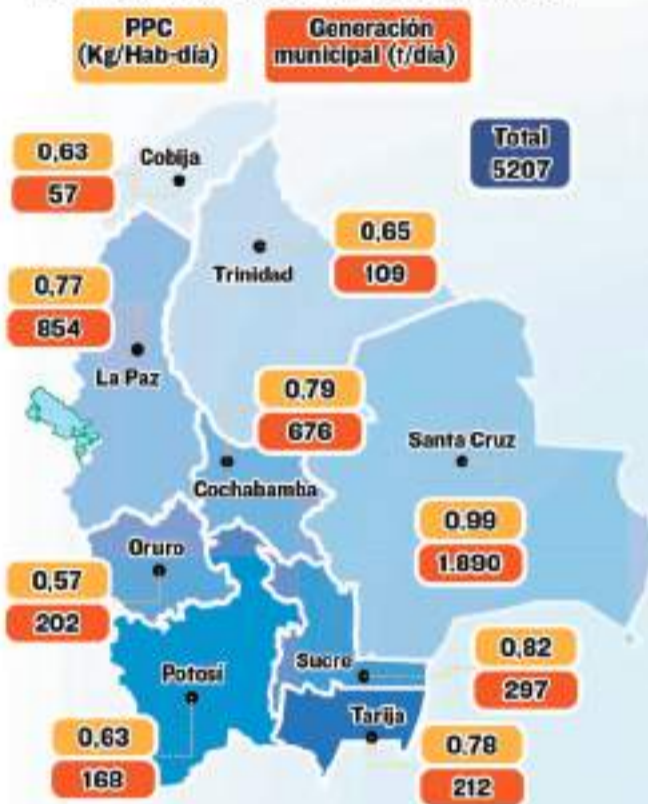 PPC
(Kg/Hab-día)
Generación
municipal (t/día)
Total
5207
0,63
57
Cobija
0,65
109
Trinidad
0,77
854
La Paz
0,79
676
Cochabamba
Santa Cruz
0,99
1.890
Oruro
0,57
202
Sucre
0,82
297
Potosí
0,63
168
Tarija
0,78
212